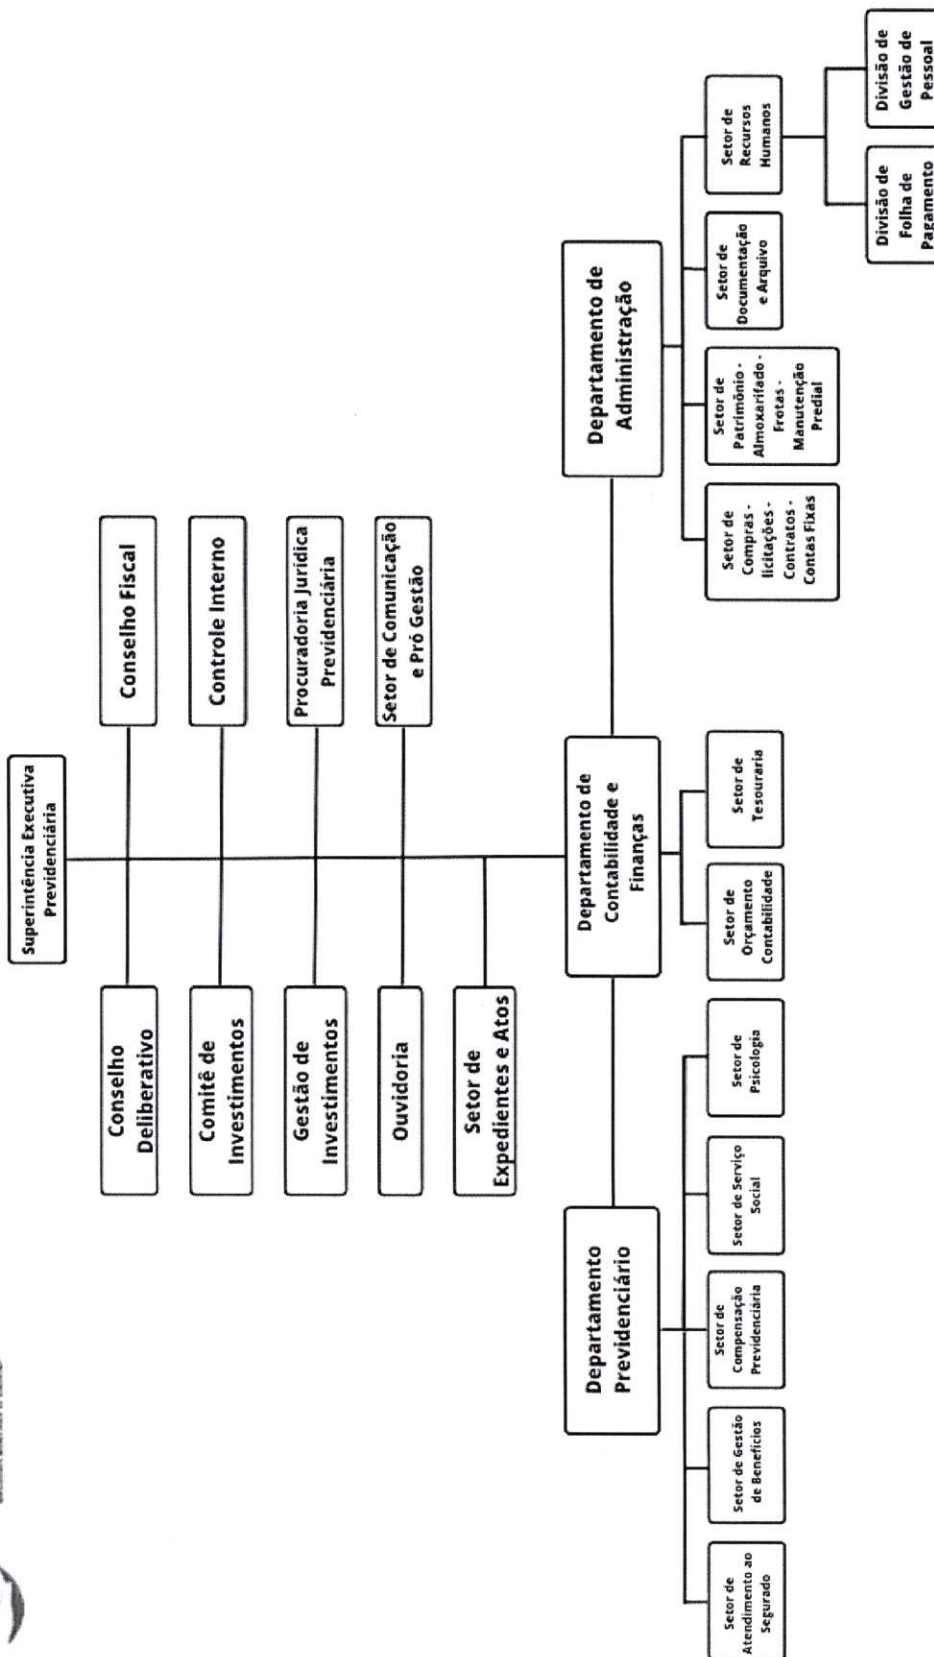 Superintência Executiva
Previdenciária
Conselho
Deliberativo
Conselho Fiscal
Comitê de
Investimentos
Controle Interno
Gestão de
Investimentos
Procuradoria Jurídica
Previdenciária
Ouvidoria
Setor de Comunicação
e Pró Gestão
Setor de
Expedientes e Atos
Departamento
Previdenciário
Departamento de
Contabilidade e
Finanças
Departamento de
Administração
Setor de
Atendimento ao
Segurado
Setor de Gestão
de Benefícios
Setor de
Compensação
Previdenciária
Setor de Serviço
Social
Setor de
Psicologia
Setor de
Orçamento
Contabilidade
Setor de
Tesouraria
Setor de
Compras -
licitações -
Contratos -
Contas Fixas
Setor de
Patrimônio -
Almoxarifado -
Frotas -
Manutenção
Predial
Setor de
Documentação
e Arquivo
Setor de
Recursos
Humanos
Divisão de
Folha de
Pagamento
Divisão de
Gestão de
Pessoal